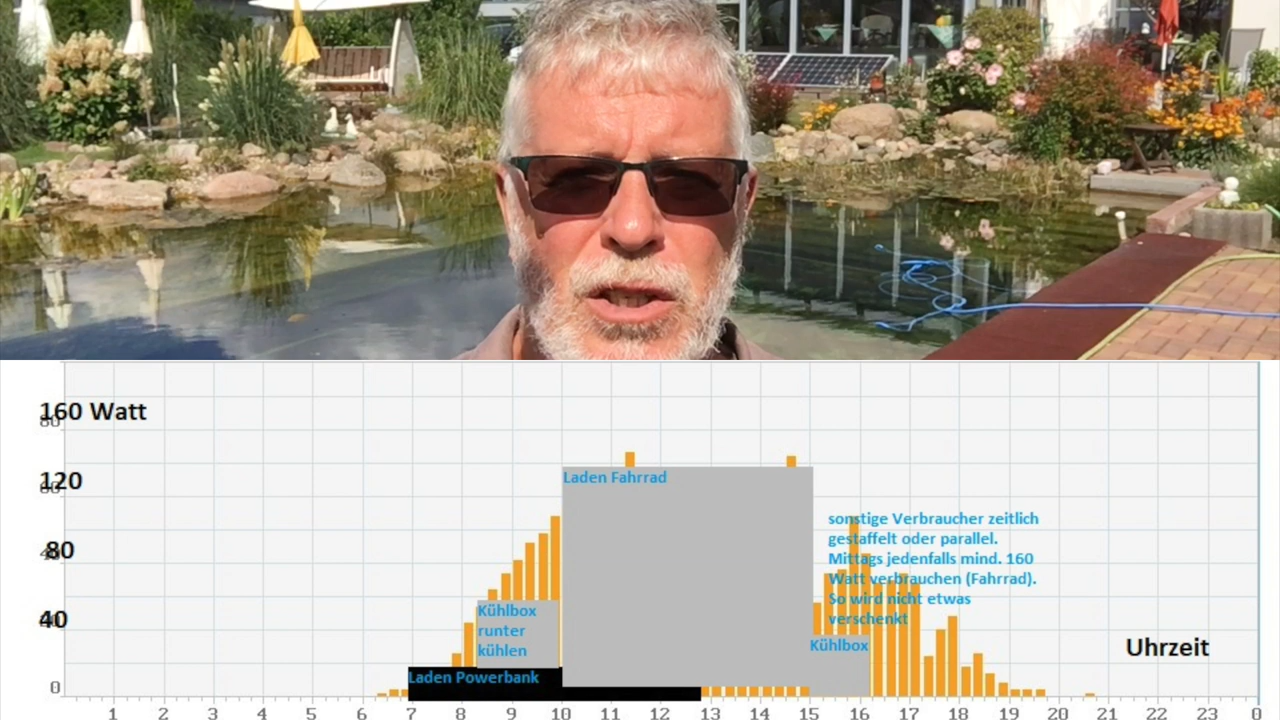 160 Watt
120
80
40
0
Laden Fahrrad
sonstige Verbraucher zeitlich
gestaffelt oder parallel.
Mittags jedenfalls mind. 160
Watt verbrauchen (Fahrrad).
So wird nicht etwas
verschenkt
Kühlbox
runter
kühlen
Kühlbox
Uhrzeit
Laden Powerbank
1 2 3 4 5 6 7 8 9 10 11 12 13 14 15 16 17 18 19 20 21 22 23 0